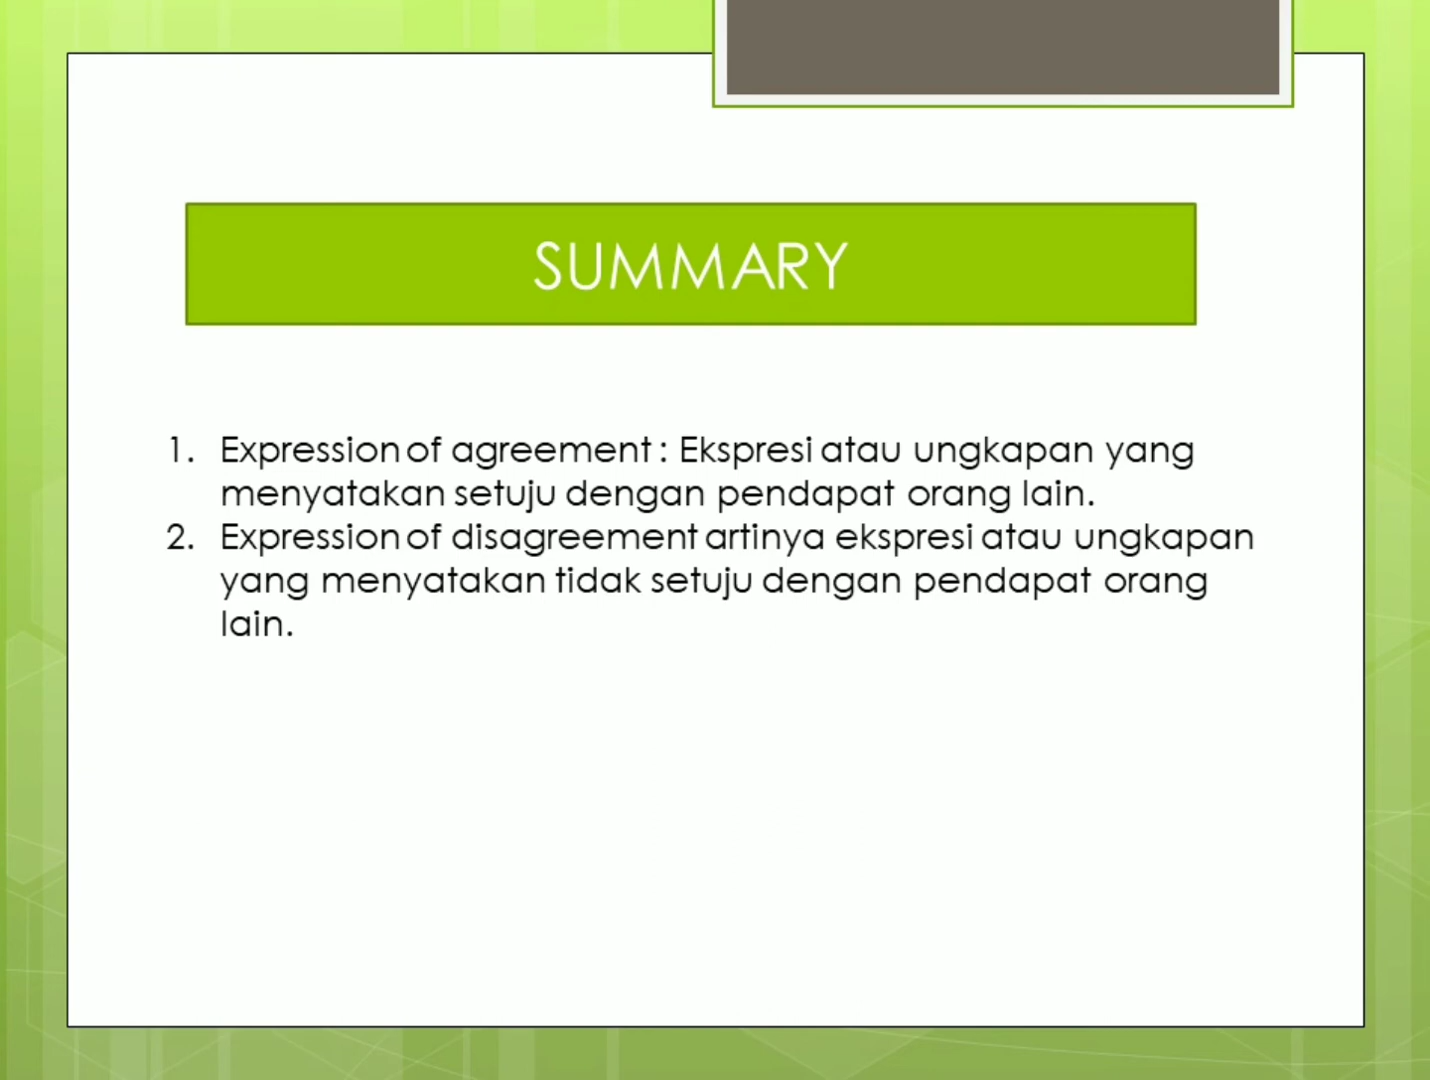 SUMMARY
1. Expression of agreement : Ekspresi atau ungkapan yang
menyatakan setuju dengan pendapat orang lain.
2. Expression of disagreement artinya ekspresi atau ungkapan
yang menyatakan tidak setuju dengan pendapat orang
lain.